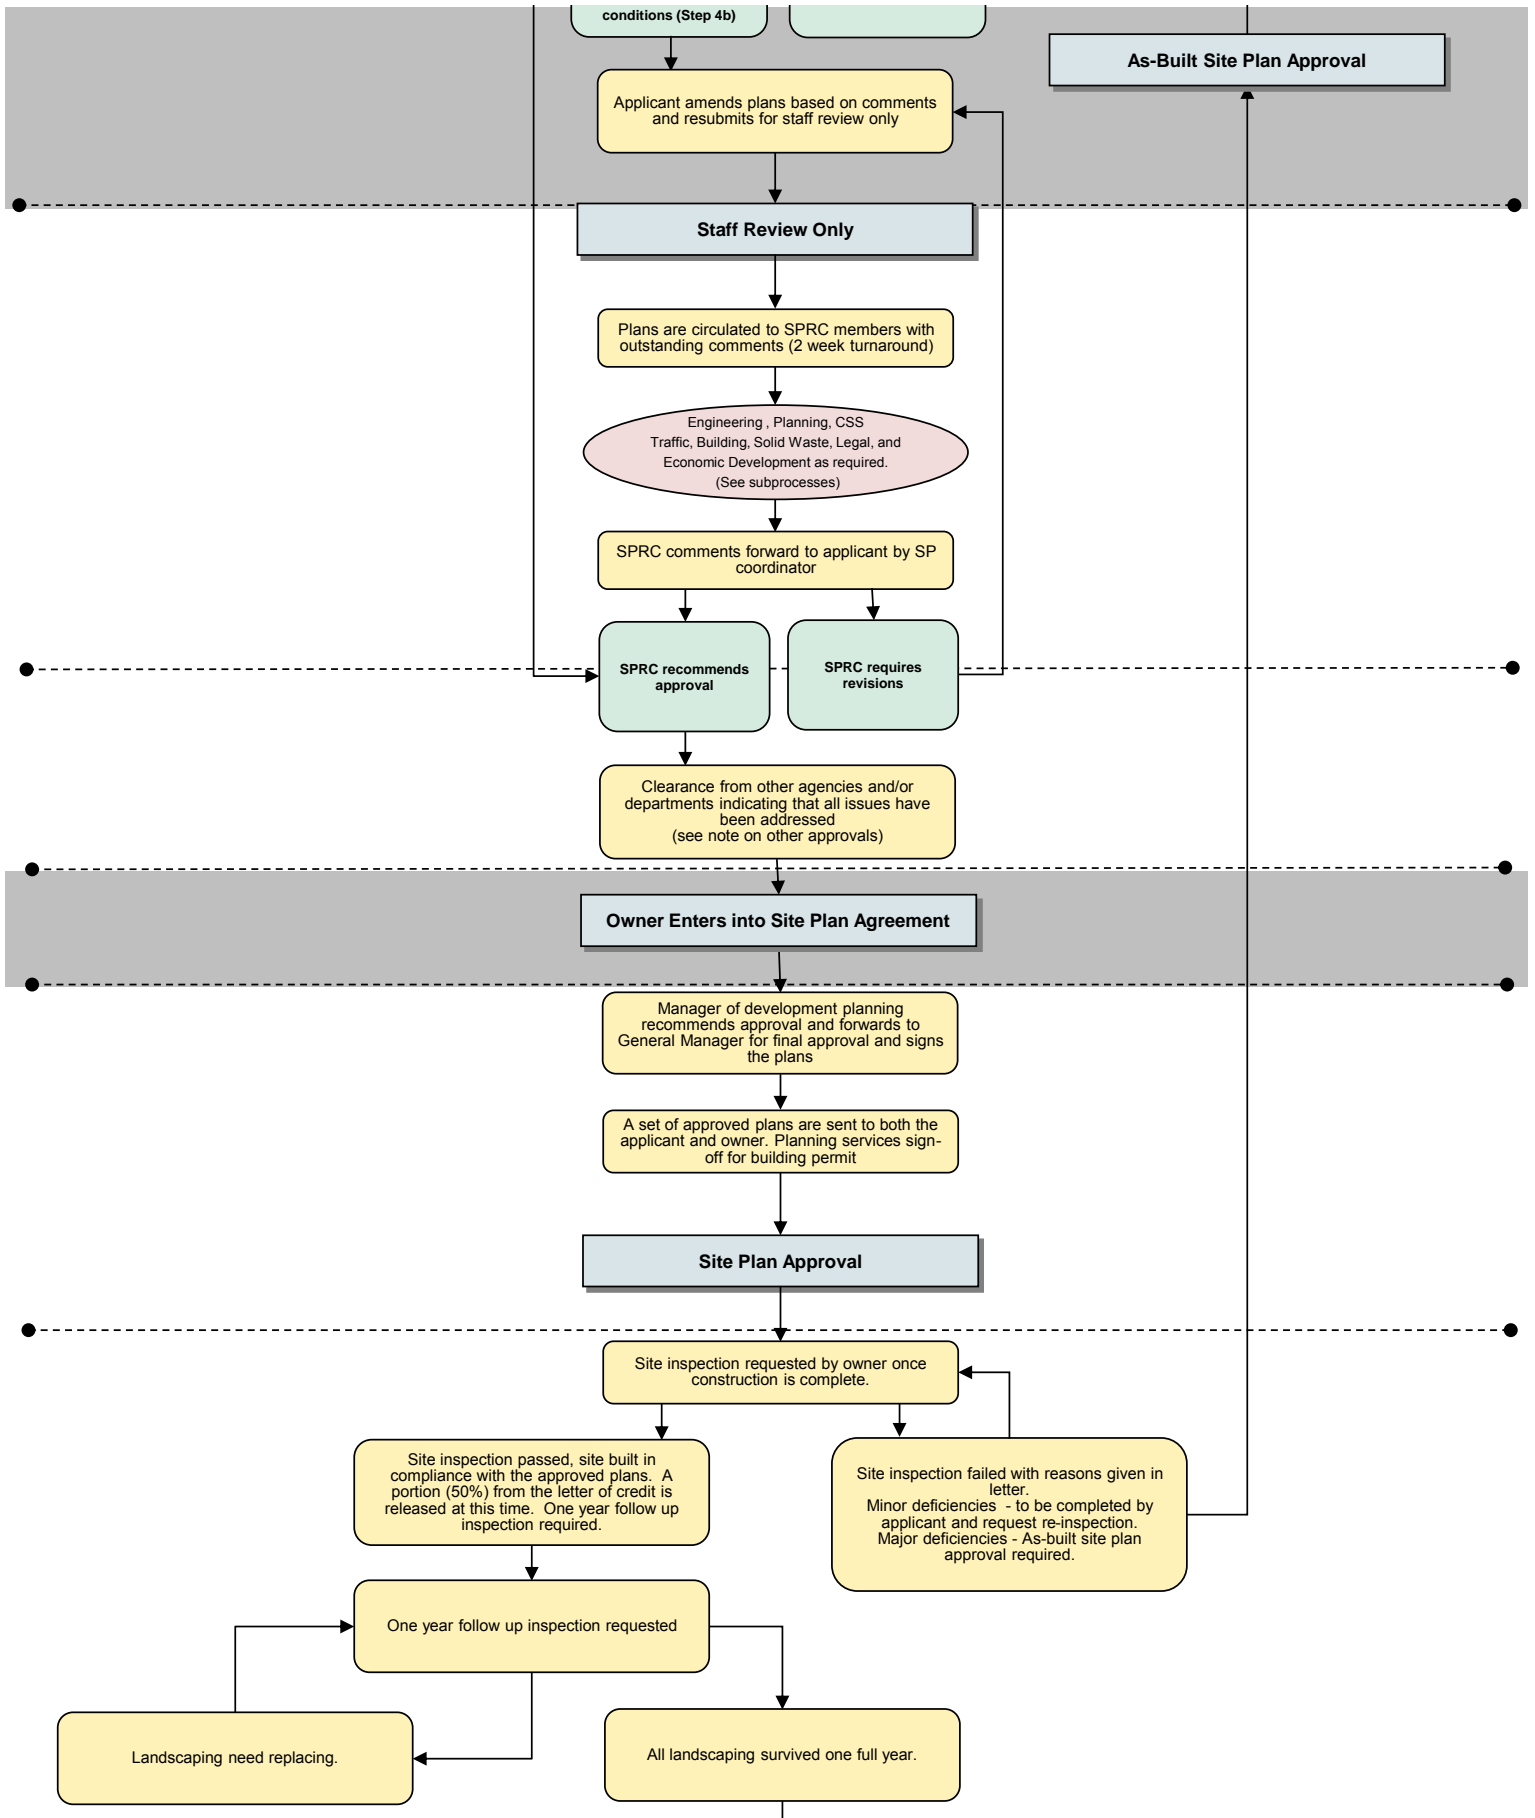 conditions (Step 4b)
As-Built Site Plan Approval
Applicant amends plans based on comments
and resubmits for staff review only
Staff Review Only
Plans are circulated to SPRC members with
outstanding comments (2 week turnaround)
Engineering , Planning, CSS
Traffic, Building, Solid Waste, Legal, and
Economic Development as required.
(See subprocesses)
SPRC comments forward to applicant by SP
coordinator
SPRC recommends
approval
SPRC requires
revisions
Clearance from other agencies and/or
departments indicating that all issues have
been addressed
(see note on other approvals)
Owner Enters into Site Plan Agreement
Manager of development planning
recommends approval and forwards to
General Manager for final approval and signs
the plans
A set of approved plans are sent to both the
applicant and owner. Planning services sign-
off for building permit
Site Plan Approval
Site inspection requested by owner once
construction is complete.
Site inspection passed, site built in
compliance with the approved plans.  A
portion (50%) from the letter of credit is
released at this time.  One year follow up
inspection required.
Site inspection failed with reasons given in
letter.
Minor deficiencies  - to be completed by
applicant and request re-inspection.
Major deficiencies - As-built site plan
approval required.
One year follow up inspection requested
Landscaping need replacing.
All landscaping survived one full year.